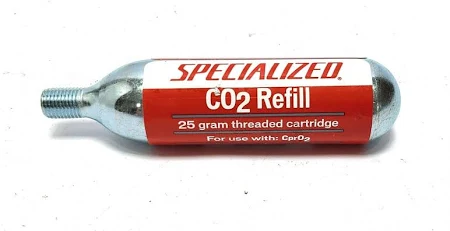 SPECIALIZED
CO2 Refill
25 gram threaded cartridge
For use with: CprO2